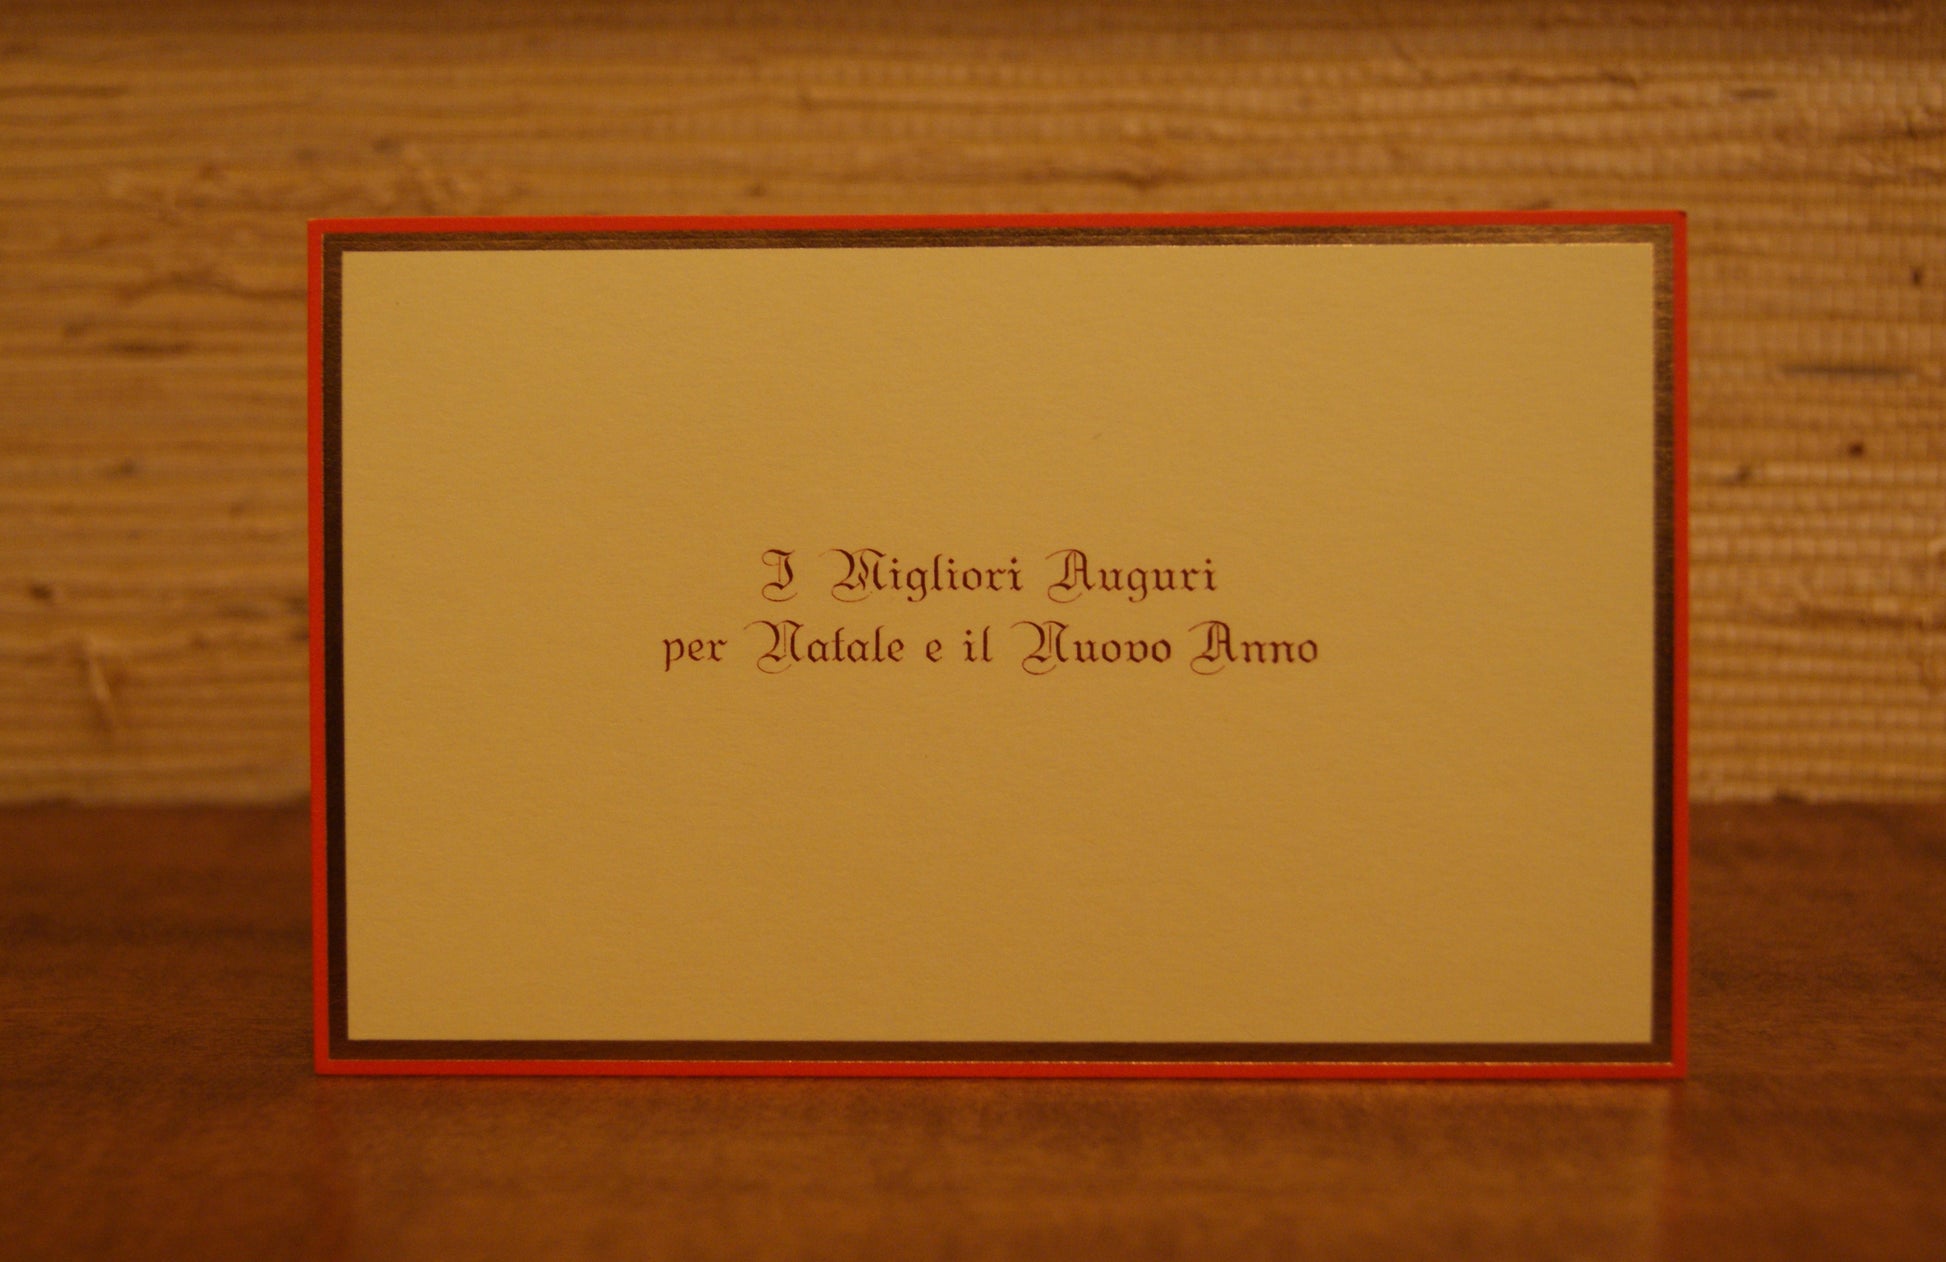 I Migliori Auguri
per Natale e il Nuovo Anno